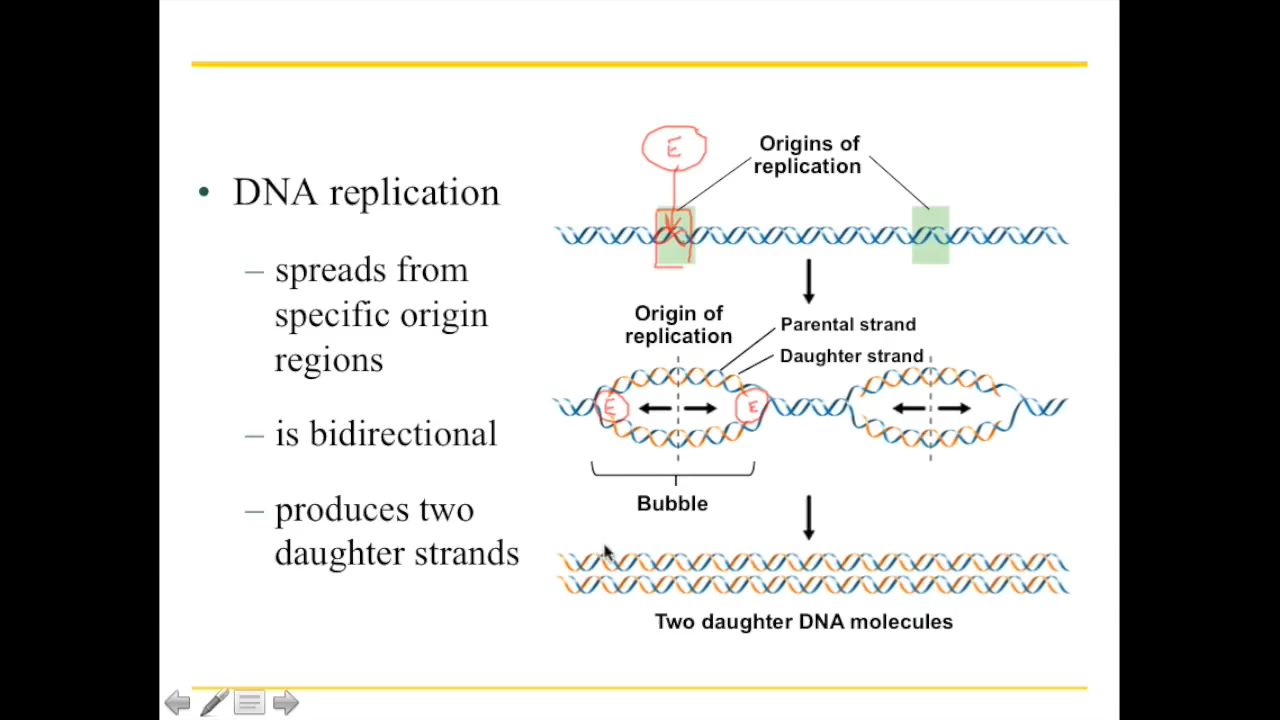 • DNA replication
– spreads from
specific origin
regions
– is bidirectional
– produces two
daughter strands
E
Origins of
replication
Origin of
replication
Parental strand
Daughter strand
E
E
Bubble
Two daughter DNA molecules